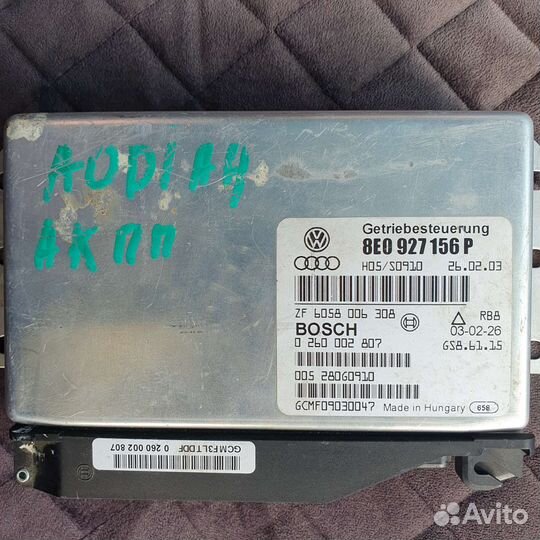 AODI A4
АКПП
Getriebesteuerung
8E0 927 156 P
H05/S0910 26.02.03
ZF 6058 006 308 RB8
BOSCH 03-02-26
0 260 002 807 GS8.61.15
005 28060910
GCMF09030047 Made in Hungary 658
GCMF3LTDDF 0 260 002 807
Avito